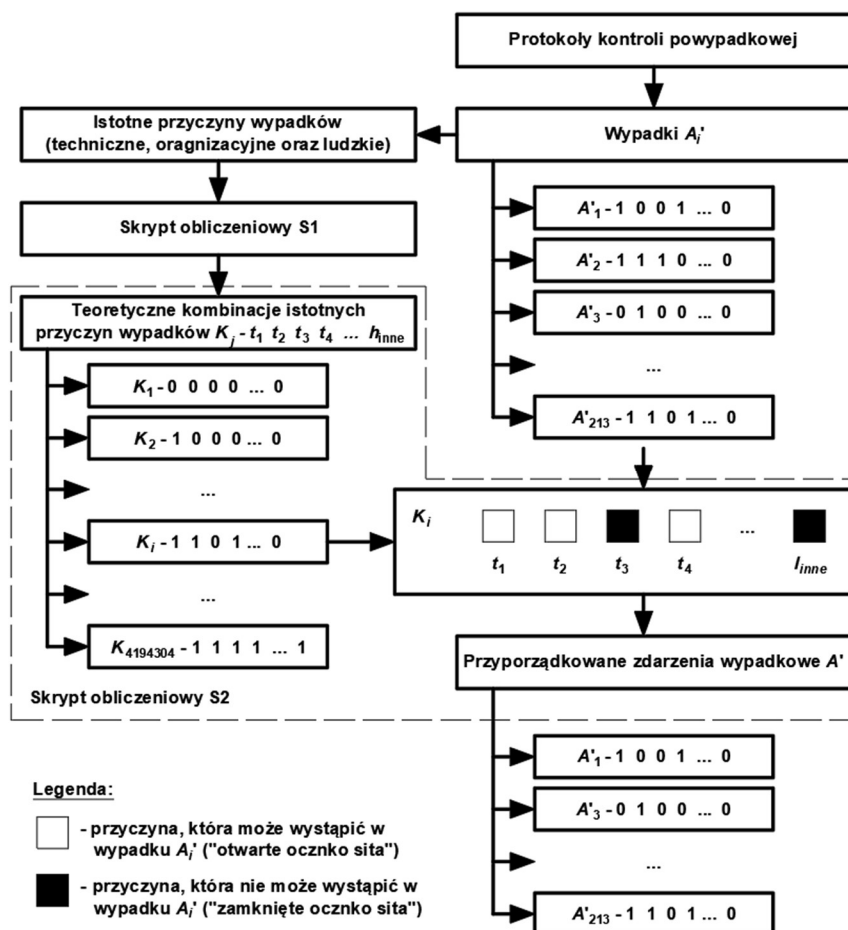 Protokoły kontroli powypadkowej
Istotne przyczyny wypadków
(techniczne, oragnizacyjne oraz ludzkie)
Wypadki Ai'
Skrypt obliczeniowy S1
A'1 - 1 0 0 1 ... 0
A'2 - 1 1 1 0 ... 0
A'3 - 0 1 0 0 ... 0
...
A'213 - 1 1 0 1 ... 0
Teoretyczne kombinacje istotnych
przyczyn wypadków Kj - t1 t2 t3 t4 ... hinne
K1 - 0 0 0 0 ... 0
K2 - 1 0 0 0 ... 0
...
Ki - 1 1 0 1 ... 0
...
K4194304 - 1 1 1 1 ... 1
Skrypt obliczeniowy S2
Ki
...
t1 t2 t3 t4 linne
Przyporządkowane zdarzenia wypadkowe A'
A'1 - 1 0 0 1 ... 0
A'3 - 0 1 0 0 ... 0
...
A'213 - 1 1 0 1 ... 0
Legenda:
- przyczyna, która może wystąpić w
wypadku Ai' ("otwarte ocznko sita")
- przyczyna, która nie może wystąpić w
wypadku Ai' ("zamknięte ocznko sita")